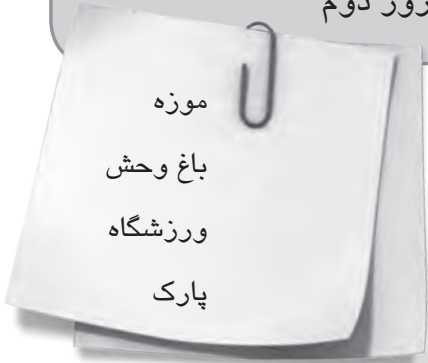 روز دوم
موزه
باغ وحش
ورزشگاه
پارک